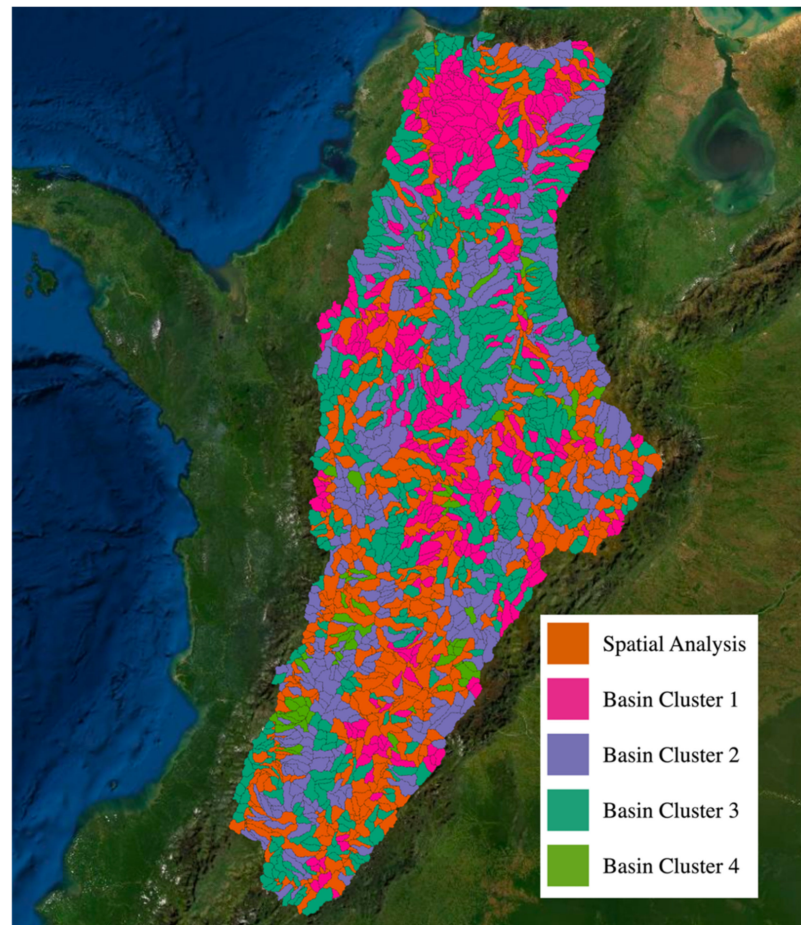 Spatial Analysis
Basin Cluster 1
Basin Cluster 2
Basin Cluster 3
Basin Cluster 4